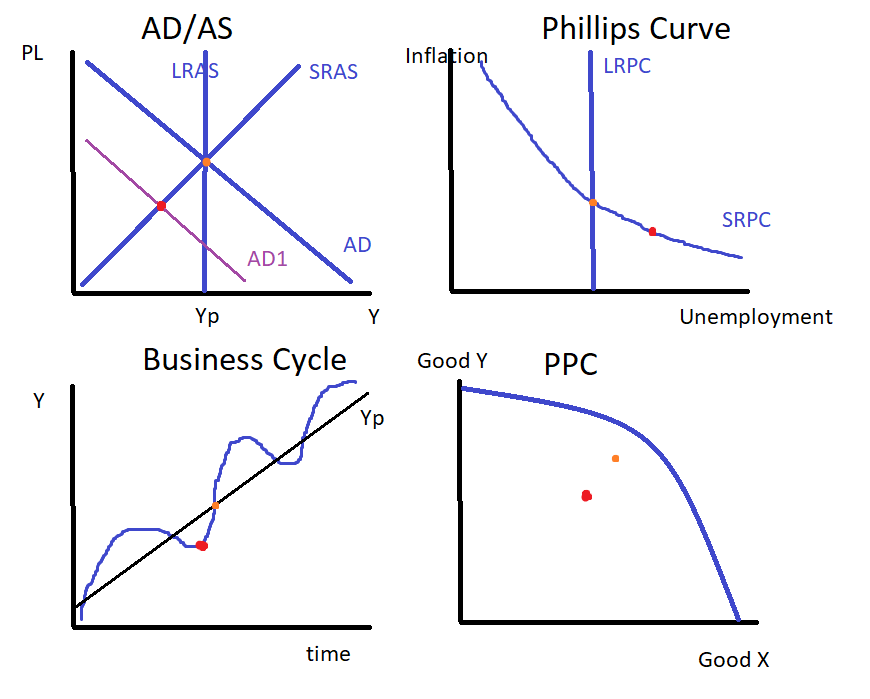 AD/AS
PL
LRAS
SRAS
AD
AD1
Yp
Y
Phillips Curve
Inflation
LRPC
SRPC
Unemployment
Business Cycle
Y
Yp
time
PPC
Good Y
Good X